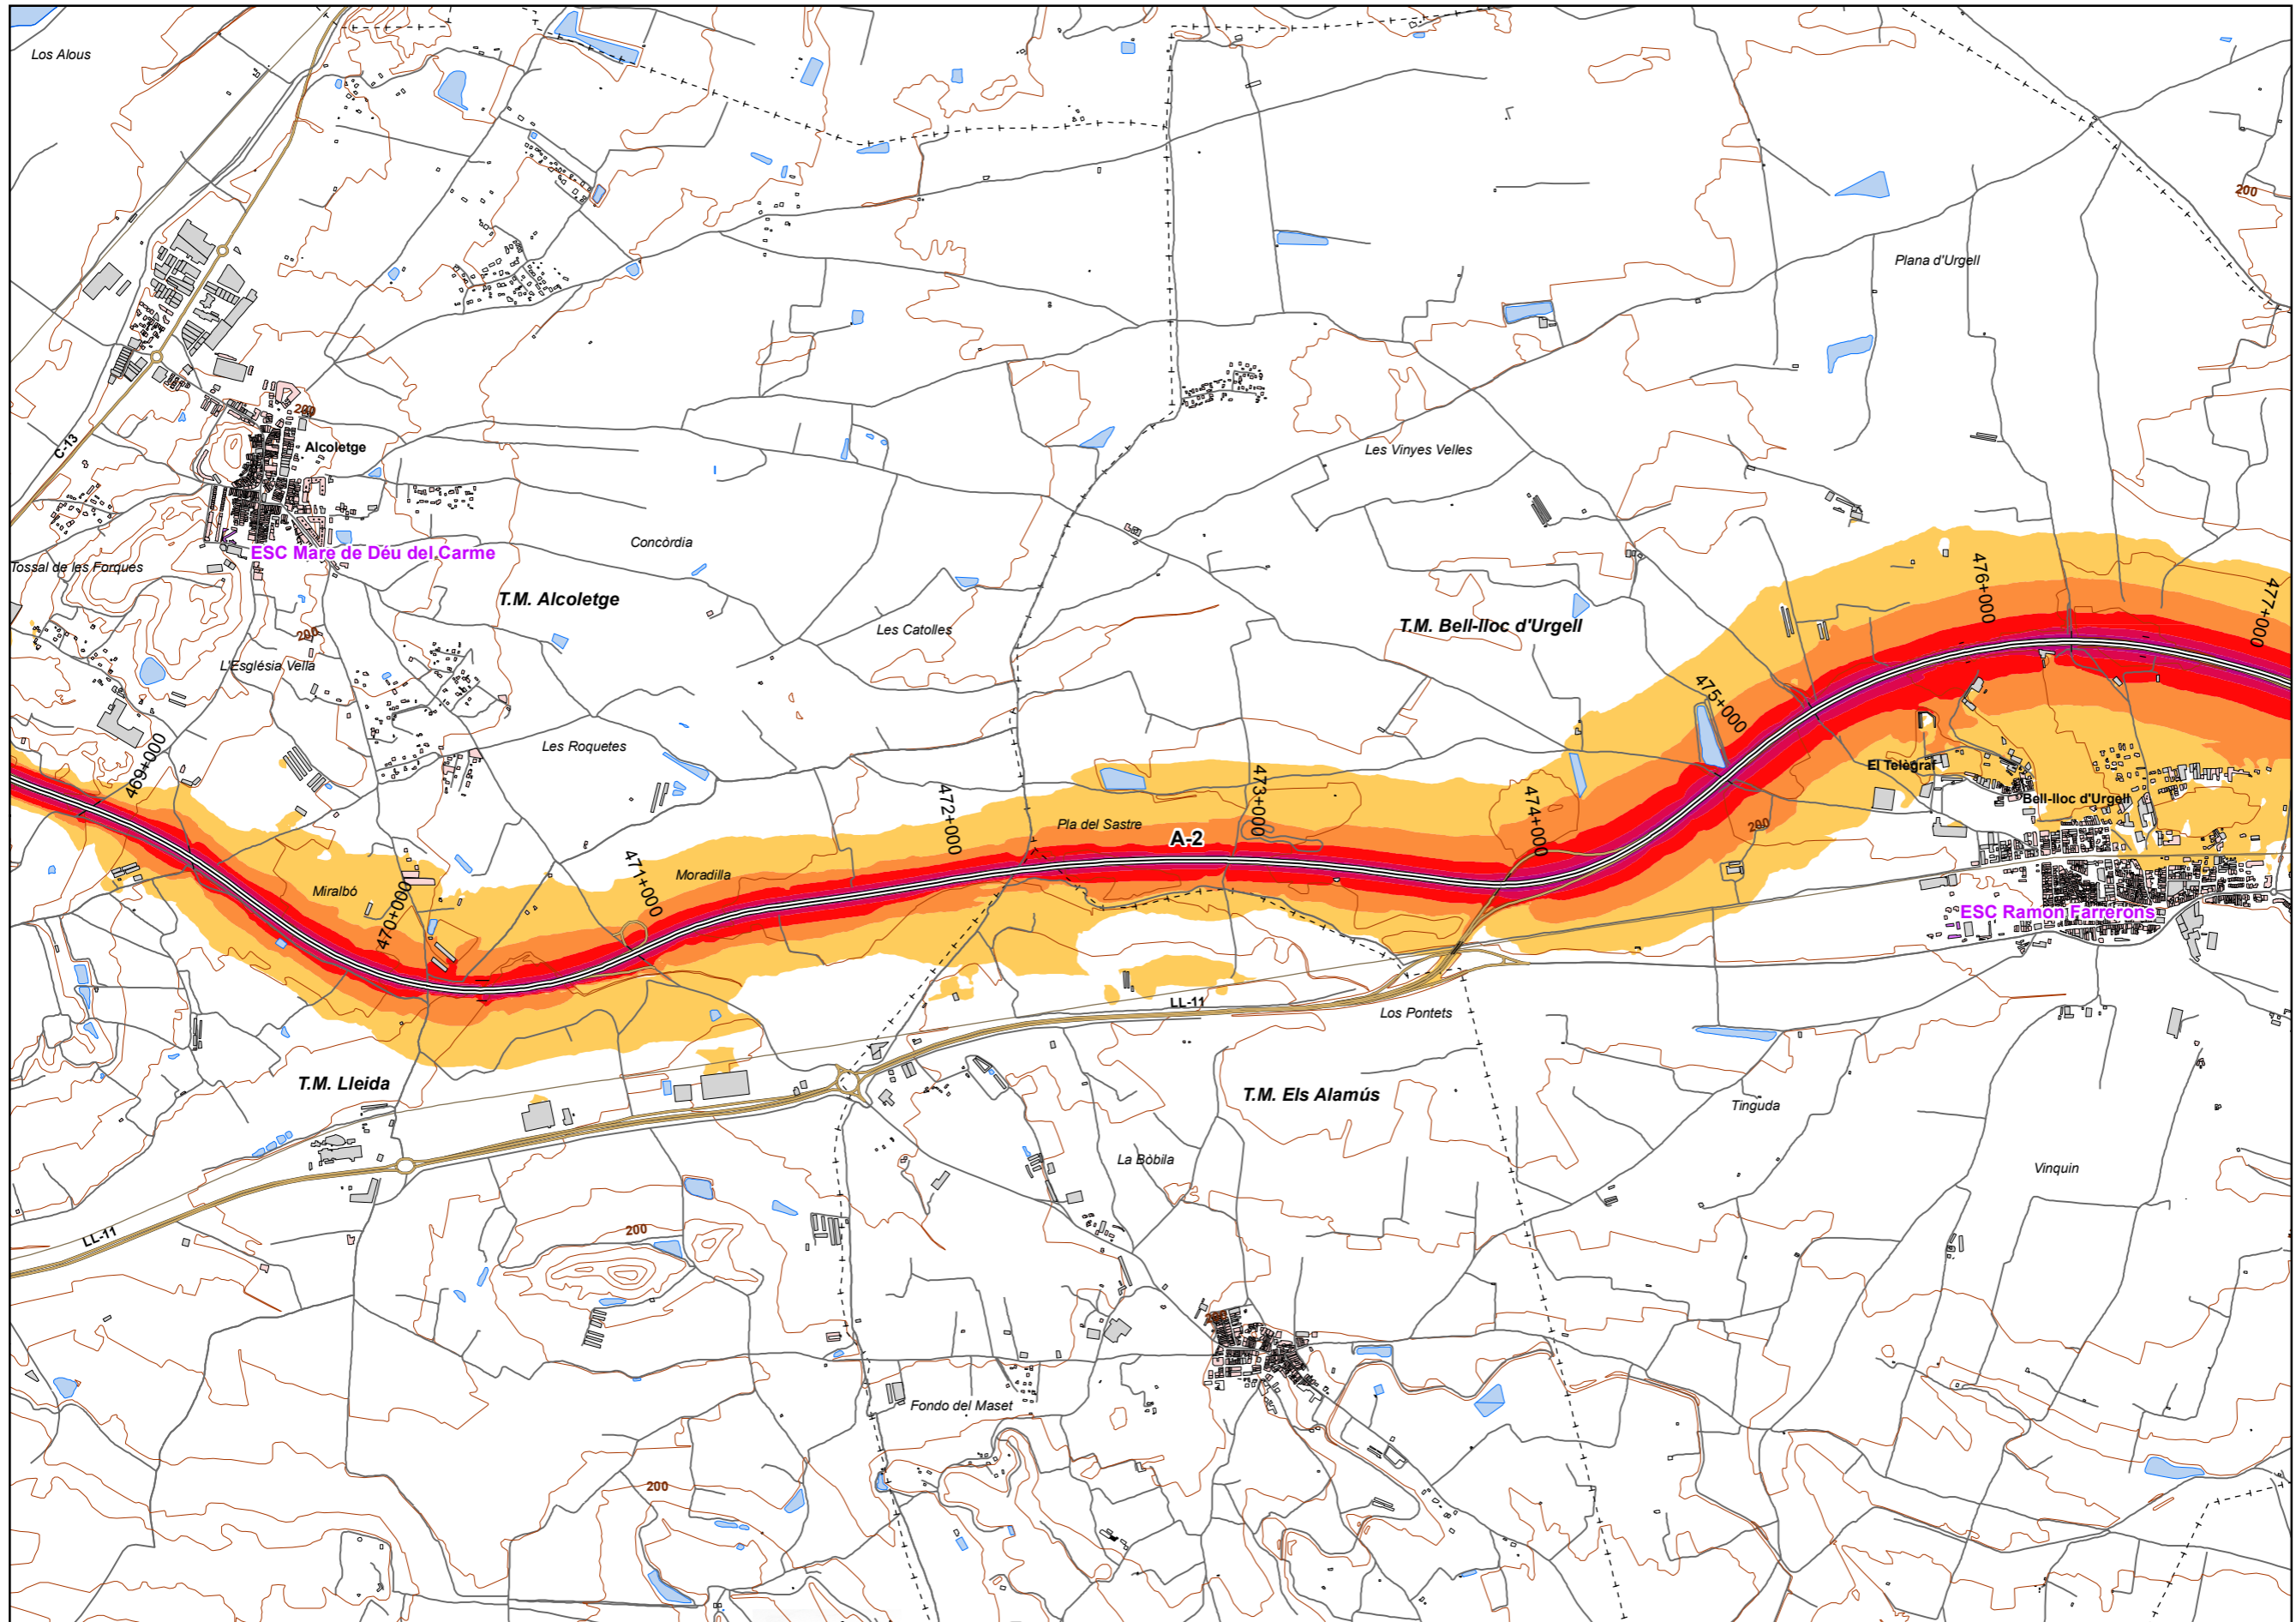 Los Alous
200
Plana d'Urgell
200
C-13
Alcoletge
Les Vinyes Velles
ESC Mare de Déu del Carme
Concòrdia
Tossal de les Forques
T.M. Alcoletge
476+000
477+000
Les Catolles
T.M. Bell-lloc d'Urgell
200
L'Església Vella
475+000
Les Roquetes
469+000
El Telègraf
473+000
Bell-lloc d'Urgell
472+000
474+000
Pla del Sastre
200
A-2
471+000
Moradilla
Miralbó
470+000
ESC Ramon Farrerons
LL-11
Los Pontets
T.M. Lleida
T.M. Els Alamús
Tinguda
La Bòbila
Vinquin
LL-11
200
Fondo del Maset
200